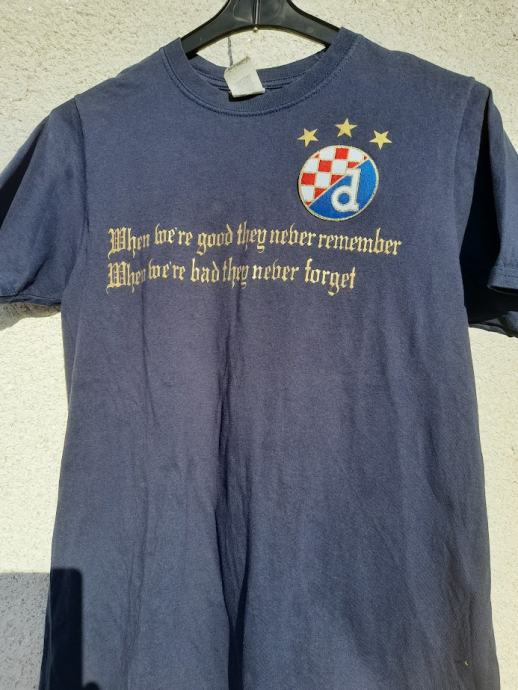 d
When we're good they never remember
When we're bad they never forget